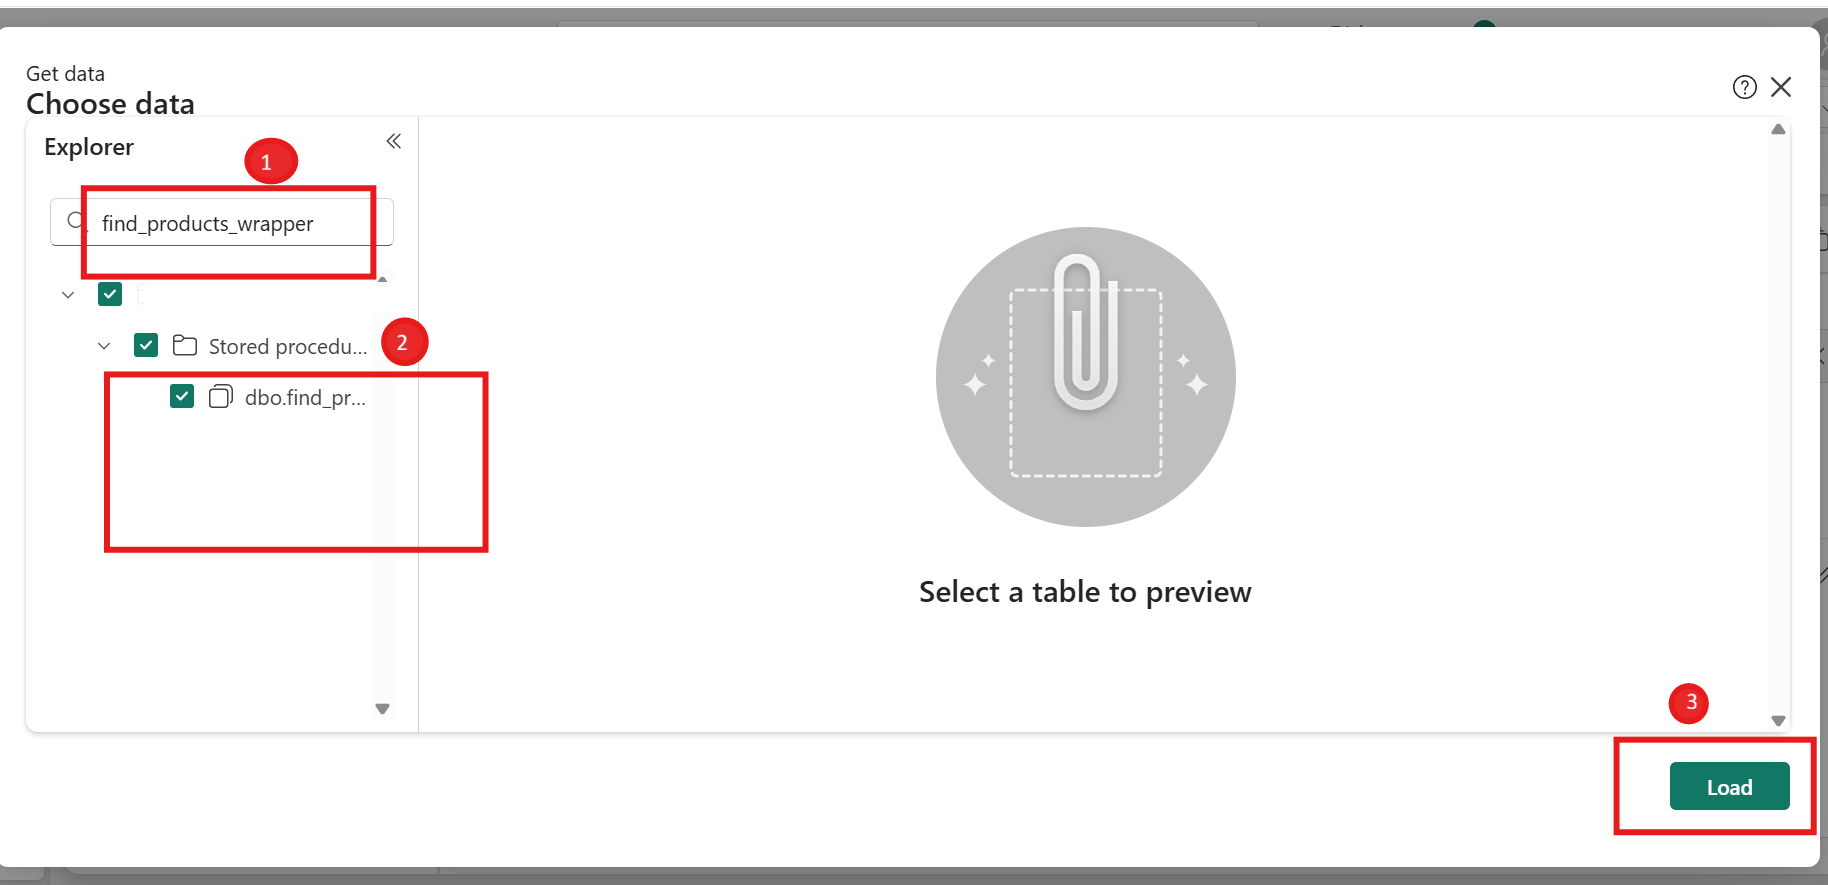 Get data
Choose data
Explorer
1
find_products_wrapper
Stored procedu...
2
dbo.find_pr...
Select a table to preview
3
Load